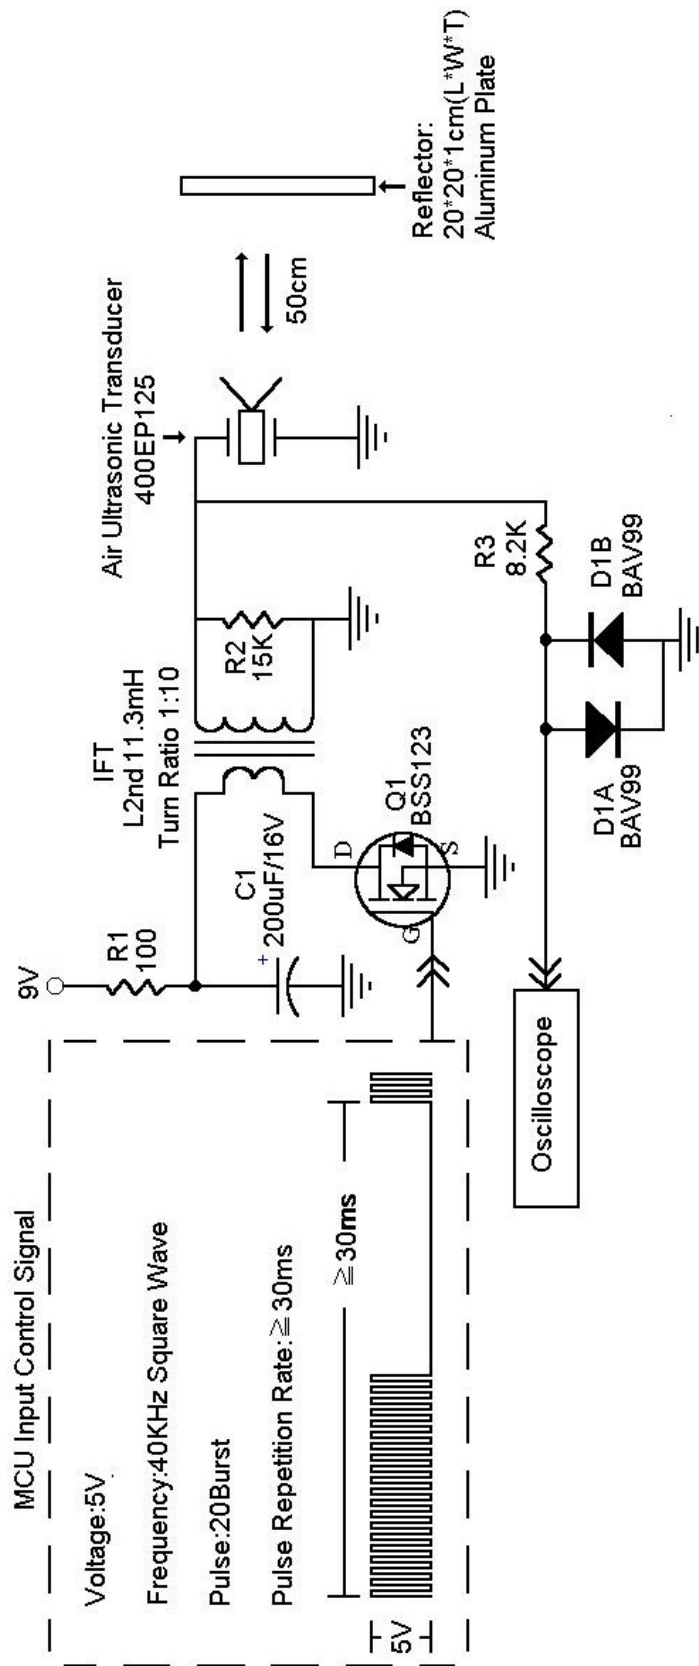 MCU Input Control Signal
Voltage:5V
Frequency:40KHz Square Wave
Pulse:20Burst
Pulse Repetition Rate:≧30ms
≧30ms
5V
9V
R1
100
C1
+
200uF/16V
IFT
L2nd 11.3mH
Turn Ratio 1:10
R2
15K
D
G
S
Q1
BSS123
Air Ultrasonic Transducer
400EP125
50cm
Reflector:
20*20*1cm(L*W*T)
Aluminum Plate
R3
8.2K
D1A
BAV99
D1B
BAV99
Oscilloscope